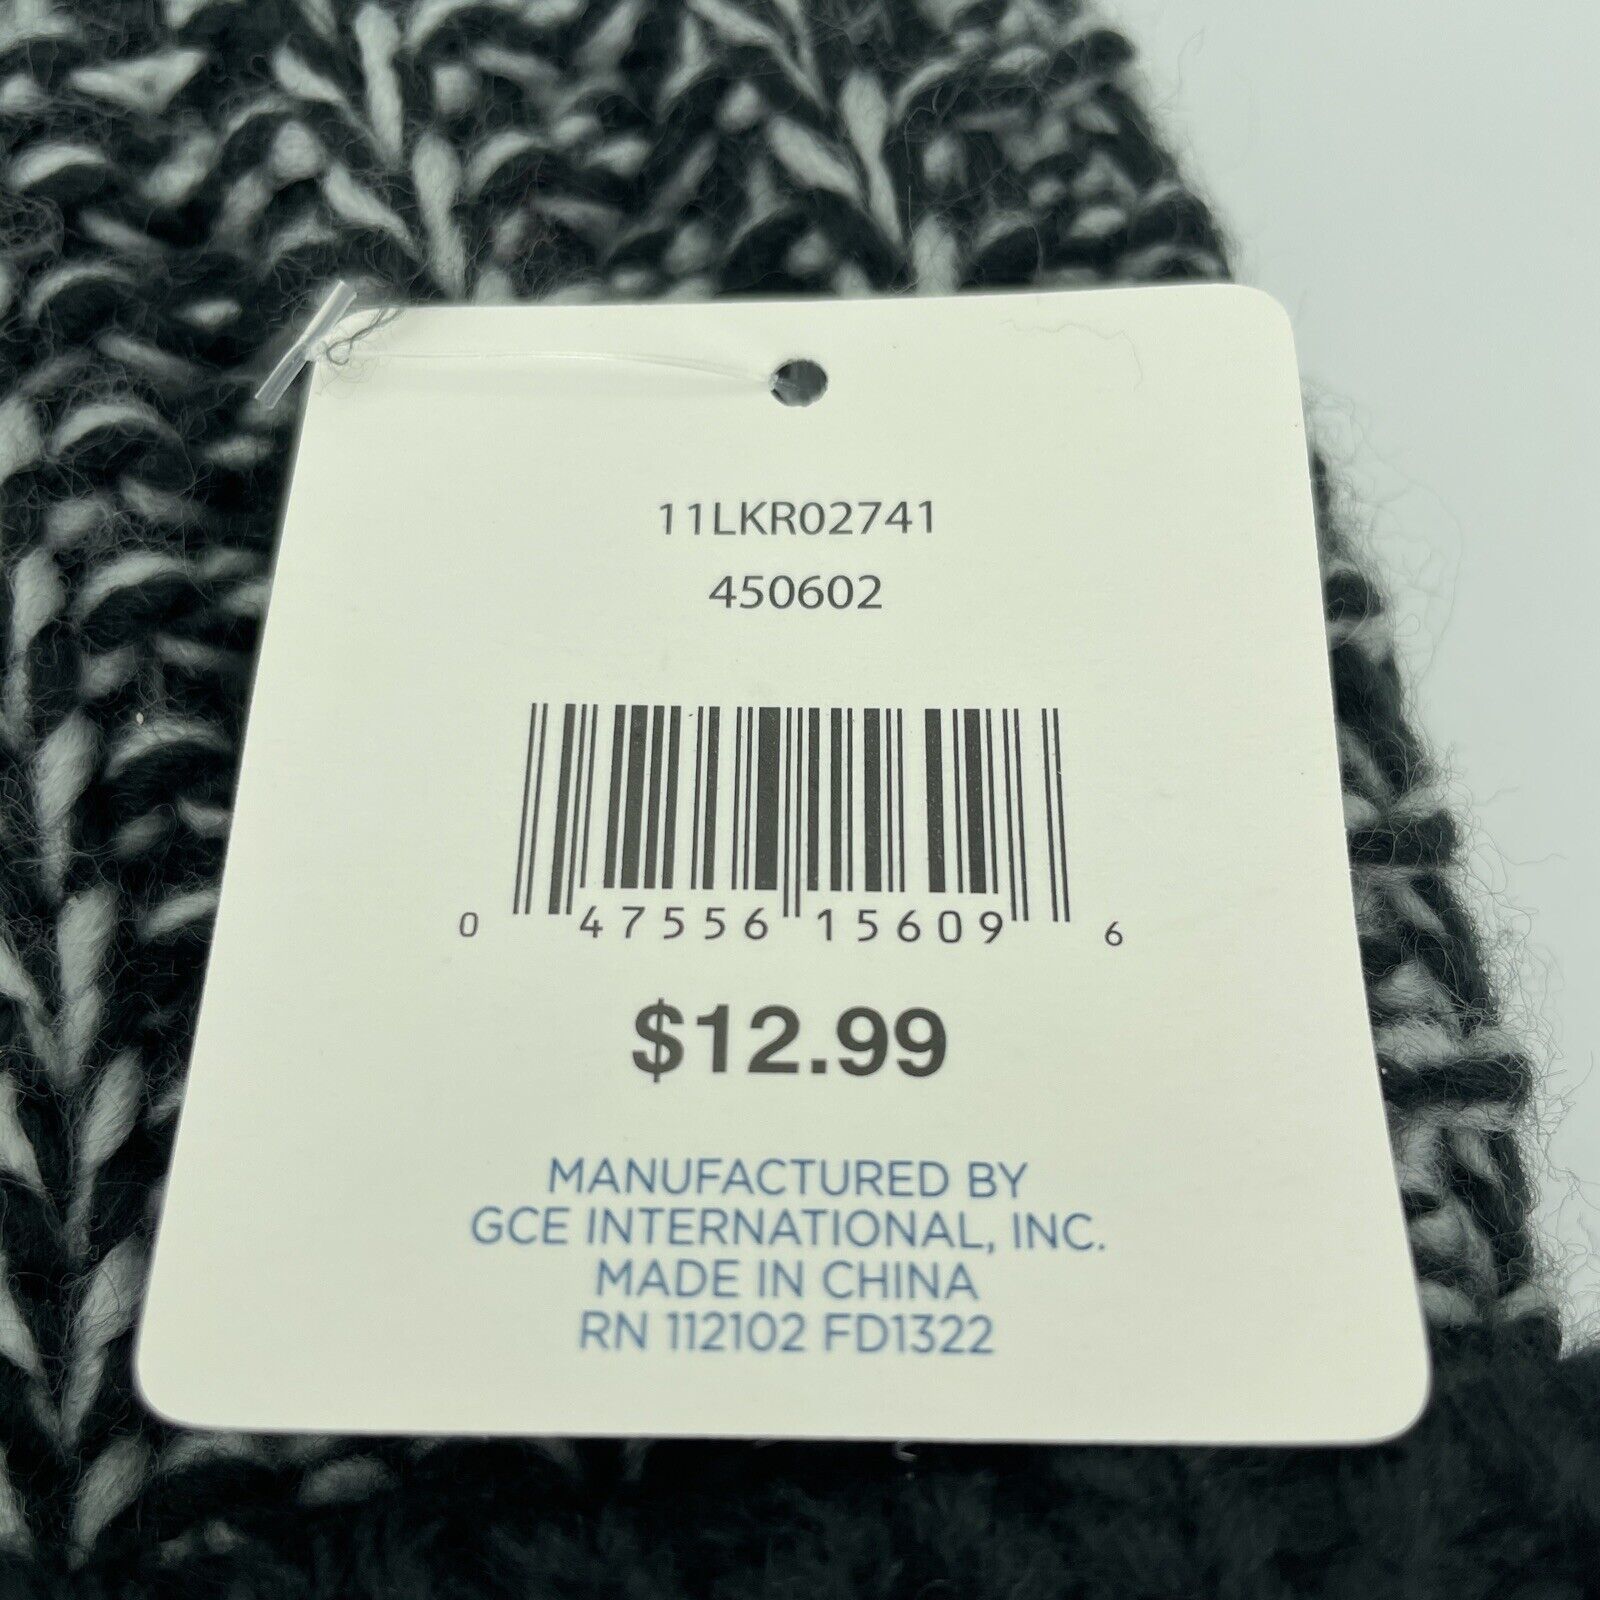 11LKR02741
450602
0 47556 15609 6
$12.99
MANUFACTURED BY
GCE INTERNATIONAL, INC.
MADE IN CHINA
RN 112102 FD1322